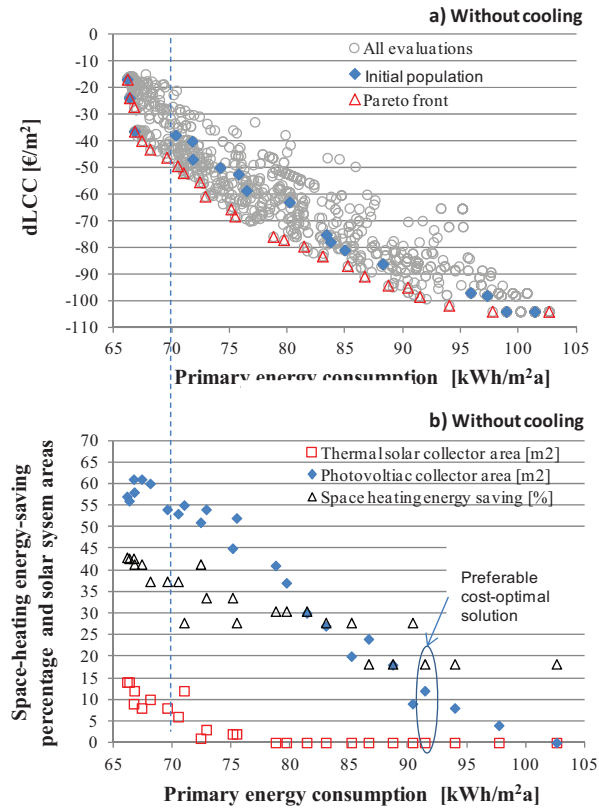 a) Without cooling
0
-10
-20
-30
-40
-50
-60
-70
-80
-90
-100
-110
dLCC [€/m²]
All evaluations
Initial population
Pareto front
65 70 75 80 85 90 95 100 105
Primary energy consumption [kWh/m²a]
b) Without cooling
70
65
60
55
50
45
40
35
30
25
20
15
10
5
0
Space-heating energy-saving
percentage and solar sysem areas
Thermal solar collector area [m2]
Photovoltiac collector area [m2]
Space heating energy saving [%]
Preferable
cost-optimal
solution
65 70 75 80 85 90 95 100 105
Primary energy consumption [kWh/m²a]